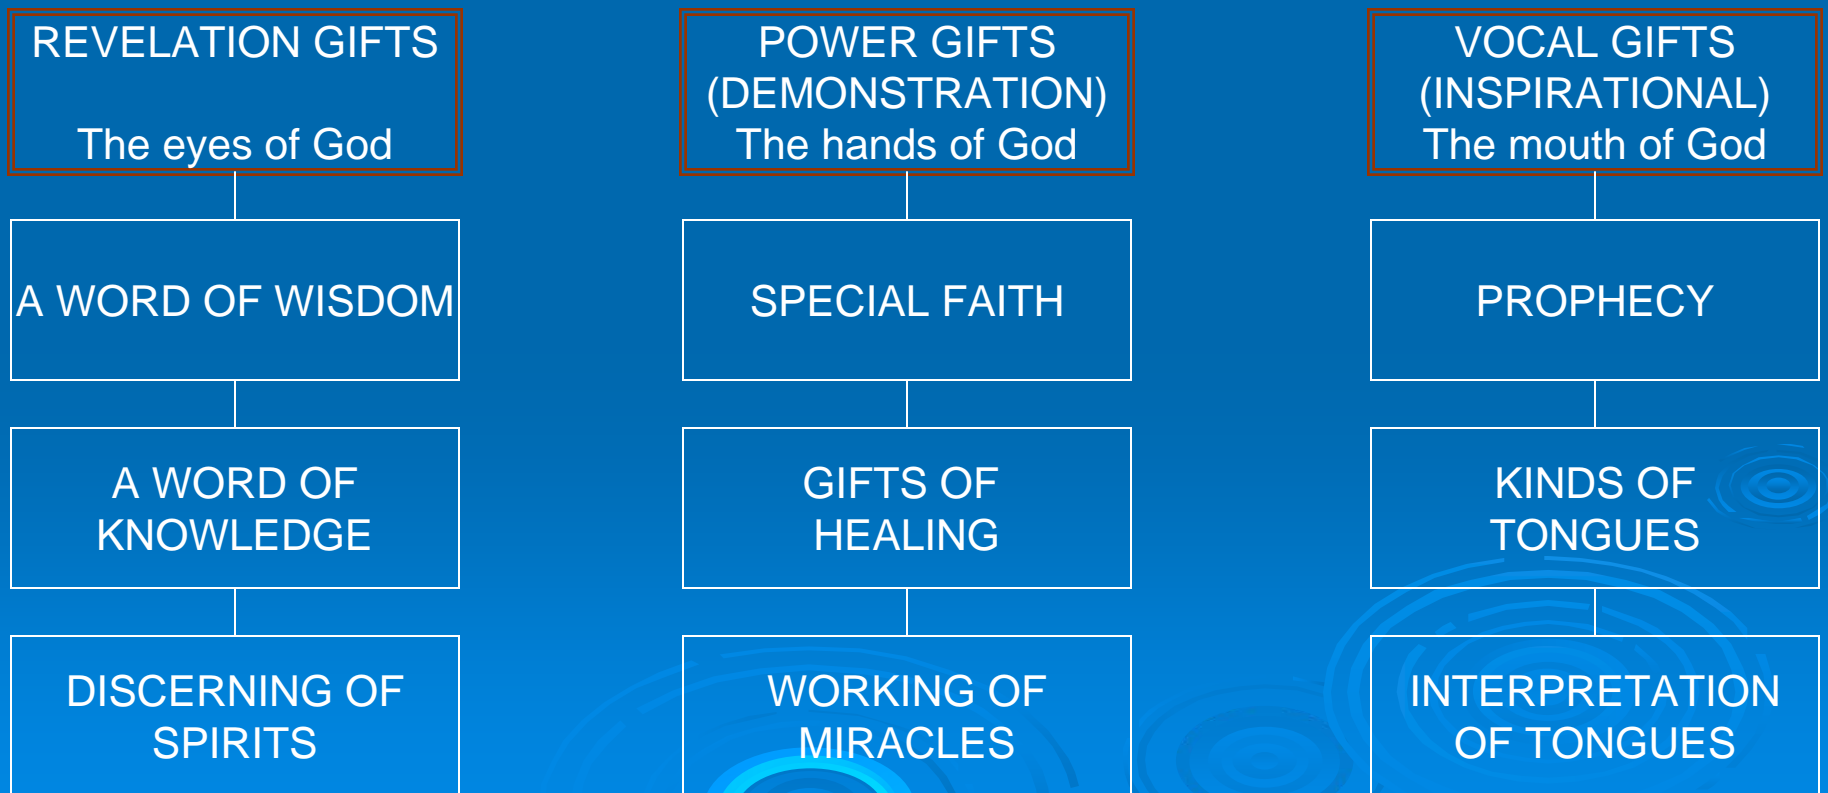 REVELATION GIFTS
The eyes of God
A WORD OF WISDOM
A WORD OF
KNOWLEDGE
DISCERNING OF
SPIRITS
POWER GIFTS
(DEMONSTRATION)
The hands of God
SPECIAL FAITH
GIFTS OF
HEALING
WORKING OF
MIRACLES
VOCAL GIFTS
(INSPIRATIONAL)
The mouth of God
PROPHECY
KINDS OF
TONGUES
INTERPRETATION
OF TONGUES